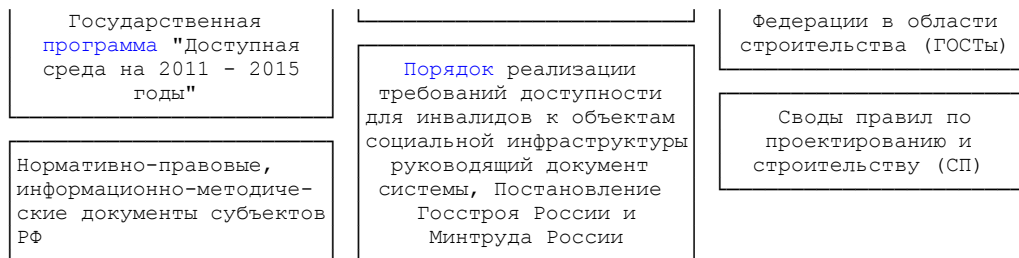 Государственная
программа "Доступная
среда на 2011 - 2015
годы"
Нормативно-правовые,
информационно-методиче-
ские документы субъектов
РФ
Порядок реализации
требований доступности
для инвалидов к объектам
социальной инфраструктуры
руководящий документ
системы, Постановление
Госстроя России и
Минтруда России
Федерации в области
строительства (ГОСТы)
Своды правил по
проектированию и
строительству (СП)